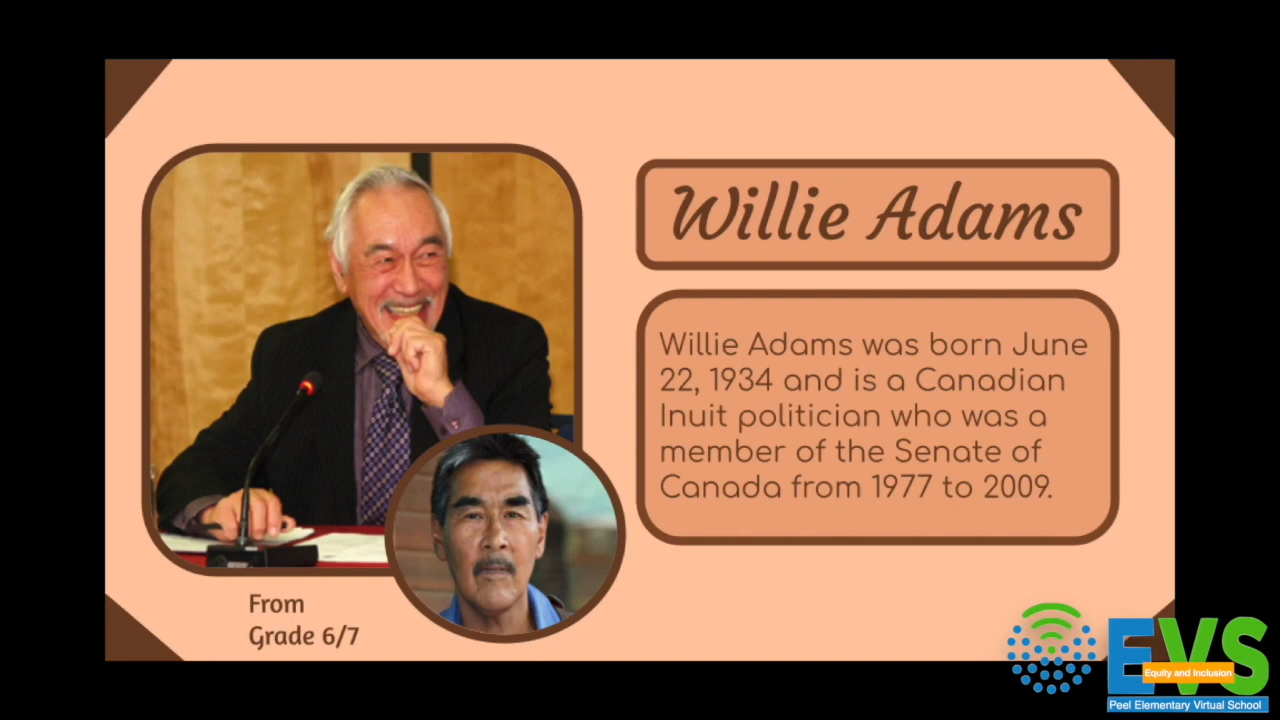 Willie Adams
Willie Adams was born June
22, 1934 and is a Canadian
Inuit politician who was a
member of the Senate of
Canada from 1977 to 2009.
From
Grade 6/7
EVS
Equity and Inclusion
Peel Elementary Virtual School